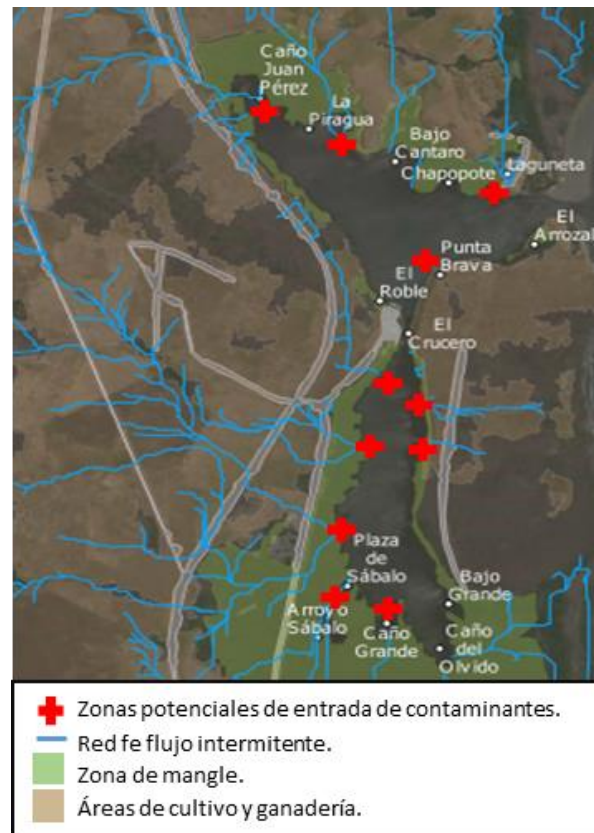 Caño
Juan
Pérez
La
Piragua
Bajo
Cantaro
Chapopote
Laguneta
El
Arrozal
Punta
Brava
El
Roble
El
Crucero
Plaza
de
Sábalo
Arroyo
Sábalo
Caño
Grande
Bajo
Grande
Caño
del
Olvido
Zonas potenciales de entrada de contaminantes.
Red fe flujo intermitente.
Zona de mangle.
Áreas de cultivo y ganadería.